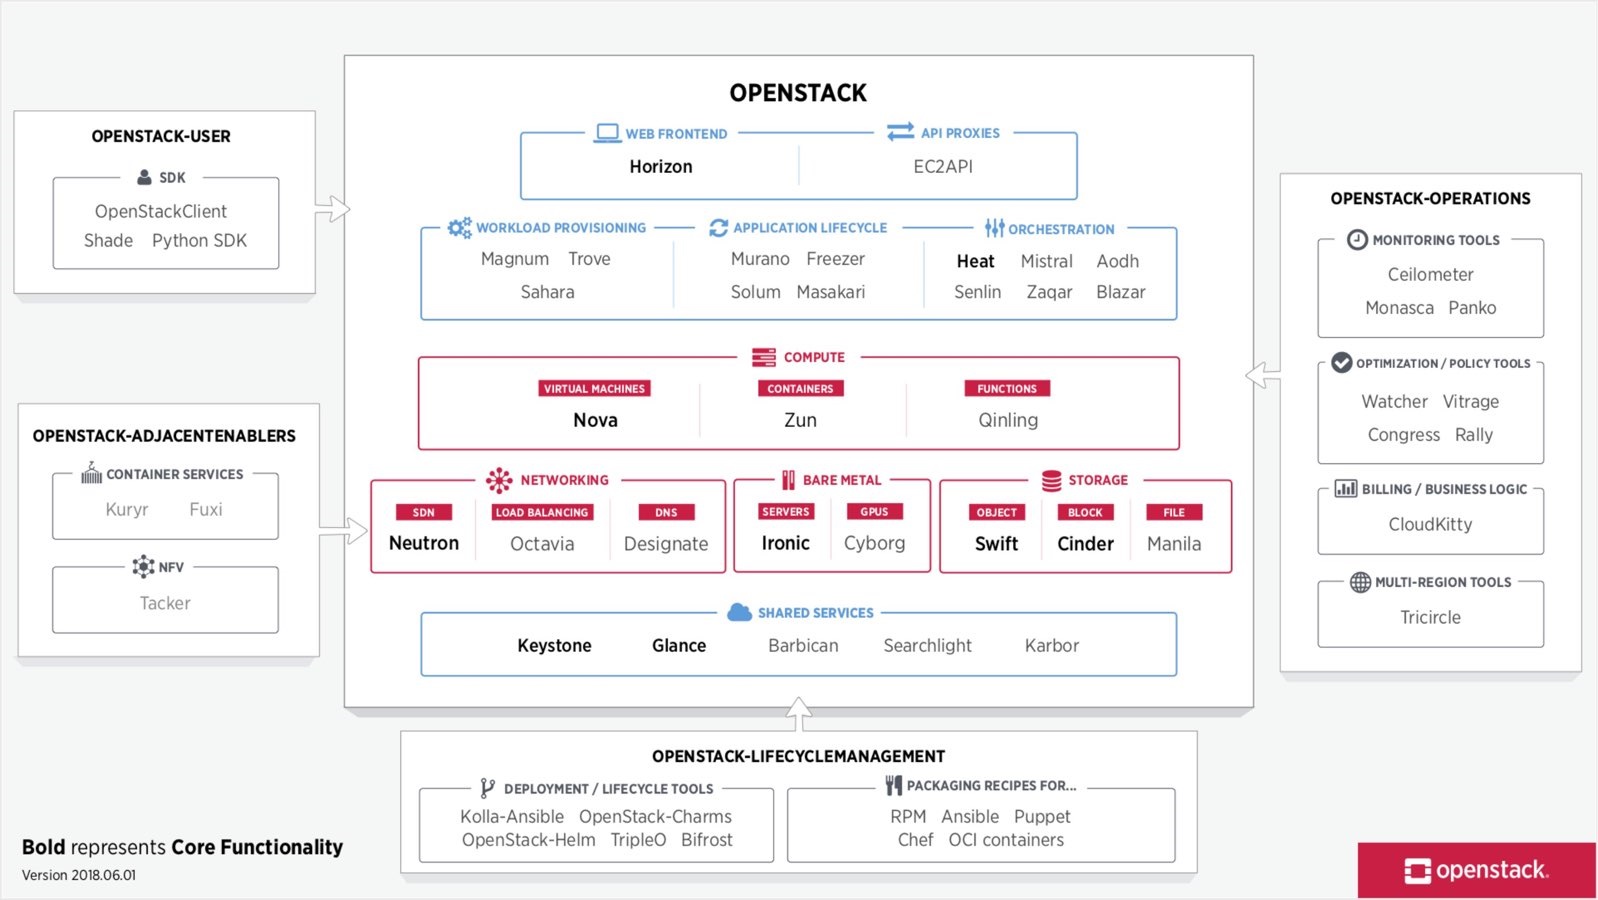 OPENSTACK
WEB FRONTEND
API PROXIES
Horizon
EC2API
WORKLOAD PROVISIONING
APPLICATION LIFECYCLE
ORCHESTRATION
Magnum Trove
Sahara
Murano Freezer
Solum Masakari
Heat Mistral Aodh
Senlin Zaqar Blazar
COMPUTE
VIRTUAL MACHINES
Nova
CONTAINERS
Zun
FUNCTIONS
Qinling
NETWORKING
SDN
Neutron
LOAD BALANCING
Octavia
DNS
Designate
BARE METAL
SERVERS
Ironic
GPUS
Cyborg
STORAGE
OBJECT
Swift
BLOCK
Cinder
FILE
Manila
SHARED SERVICES
Keystone Glance Barbican Searchlight Karbor
OPENSTACK-USER
SDK
OpenStackClient
Shade Python SDK
OPENSTACK-ADJACENTENABLERS
CONTAINER SERVICES
Kuryr Fuxi
NFV
Tacker
OPENSTACK-OPERATIONS
MONITORING TOOLS
Ceilometer
Monasca Panko
OPTIMIZATION / POLICY TOOLS
Watcher Vitrage
Congress Rally
BILLING / BUSINESS LOGIC
CloudKitty
MULTI-REGION TOOLS
Tricircle
OPENSTACK-LIFECYCLEMANAGEMENT
DEPLOYMENT / LIFECYCLE TOOLS
Kolla-Ansible OpenStack-Charms
OpenStack-Helm TripleO Bifrost
PACKAGING RECIPES FOR...
RPM Ansible Puppet
Chef OCI containers
Bold represents Core Functionality
Version 2018.06.01
openstack.